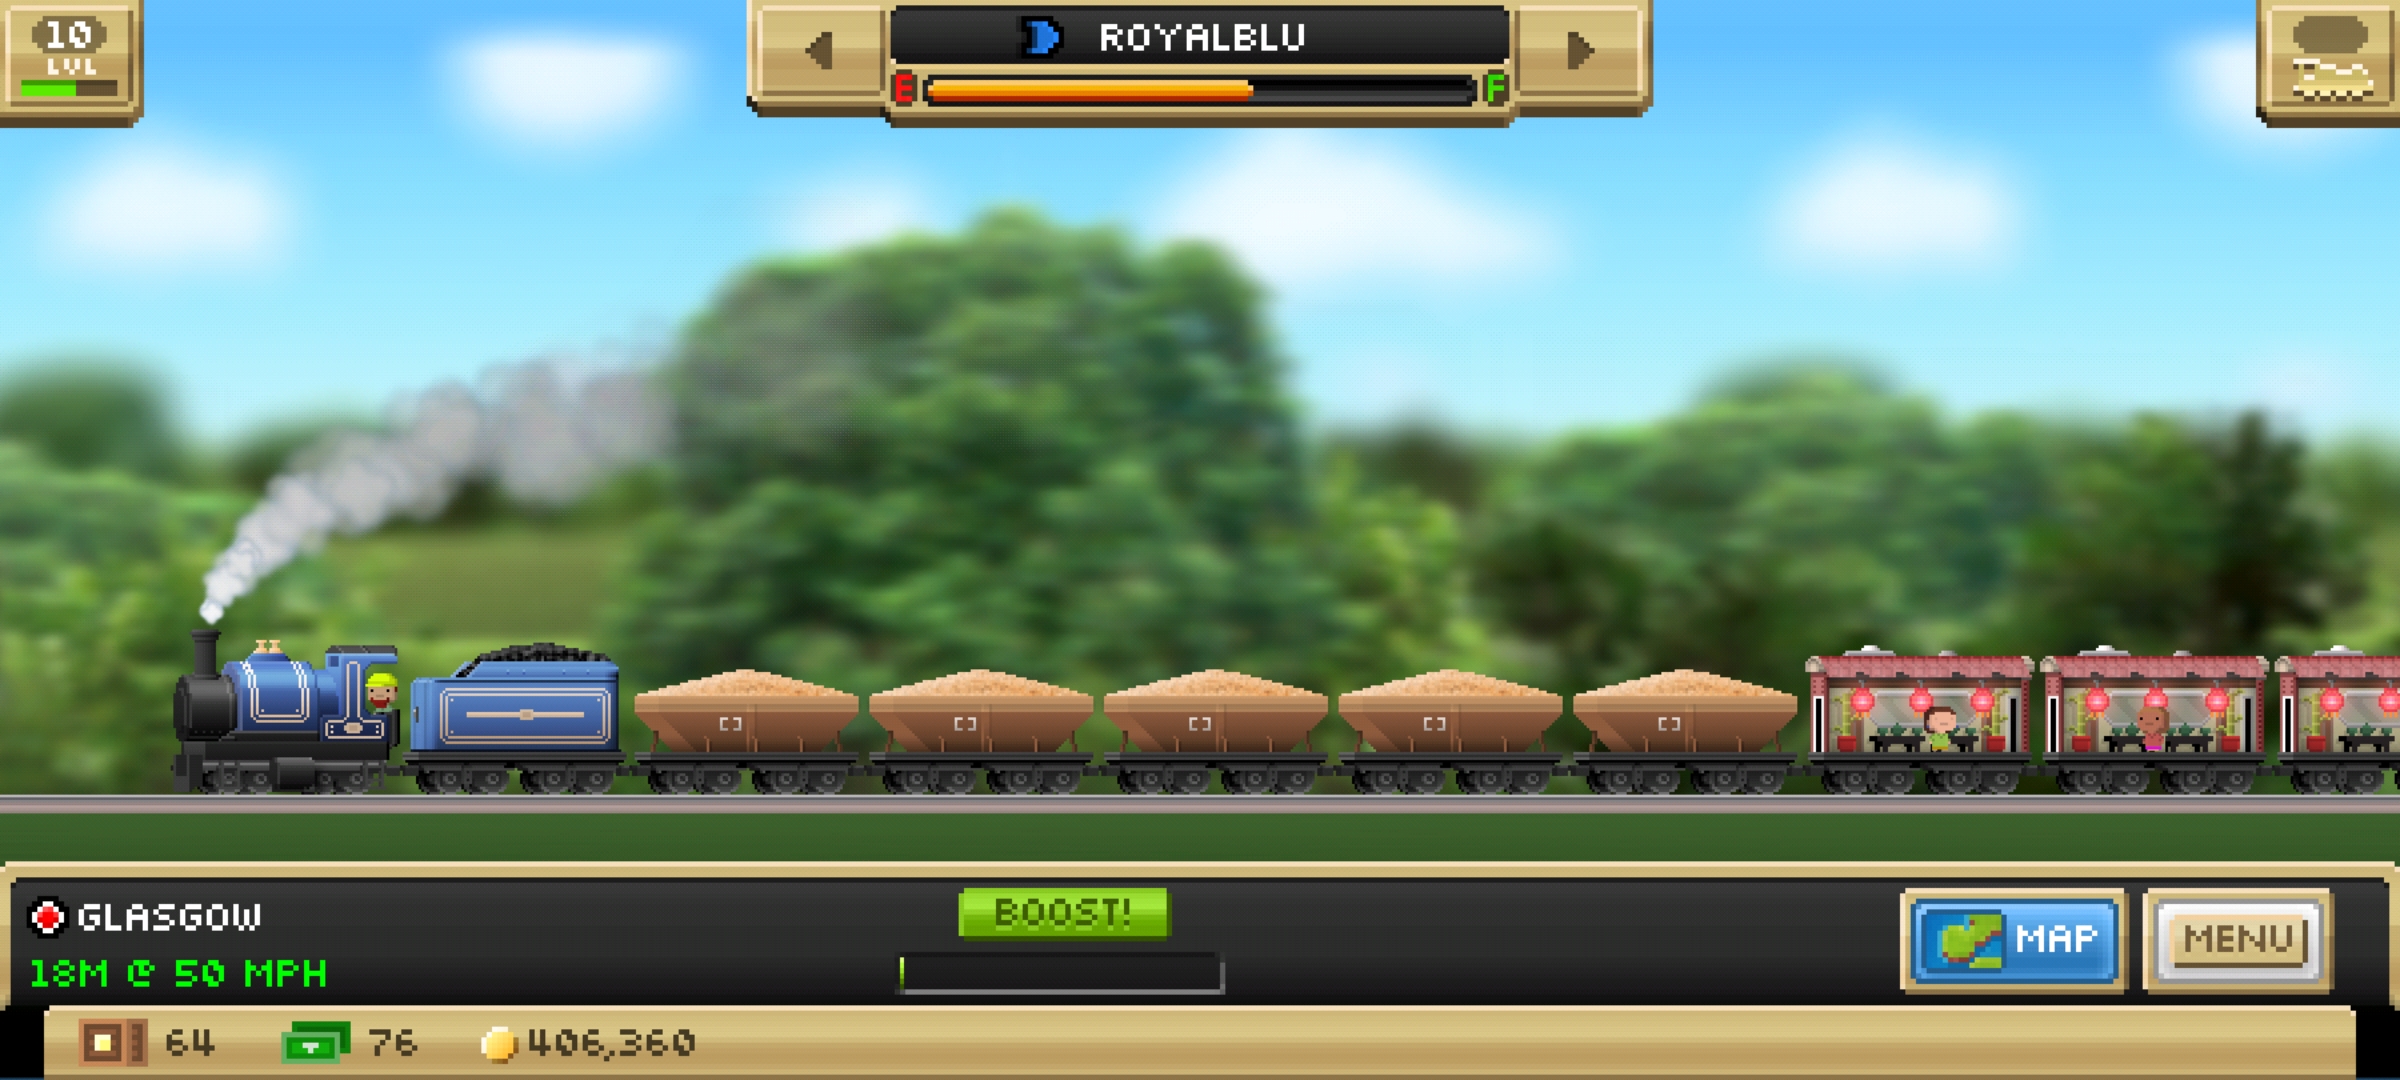 10
LVL
ROYALBLU
E F
GLASGOW
18M @ 50 MPH
BOOST!
MAP
MENU
64 76 406,360